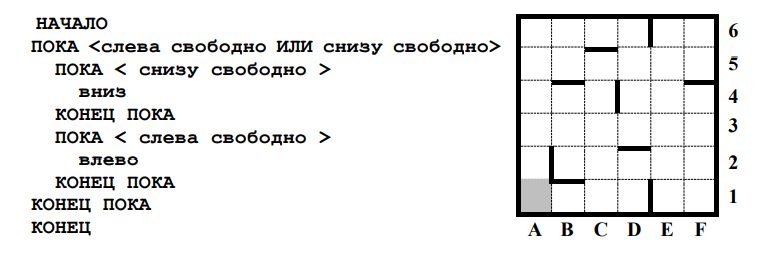 НАЧАЛО
ПОКА <слева свободно ИЛИ снизу свободно>
ПОКА < снизу свободно >
вниз
КОНЕЦ ПОКА
ПОКА < слева свободно >
влево
КОНЕЦ ПОКА
КОНЕЦ ПОКА
КОНЕЦ
6
5
4
3
2
1
A B C D E F